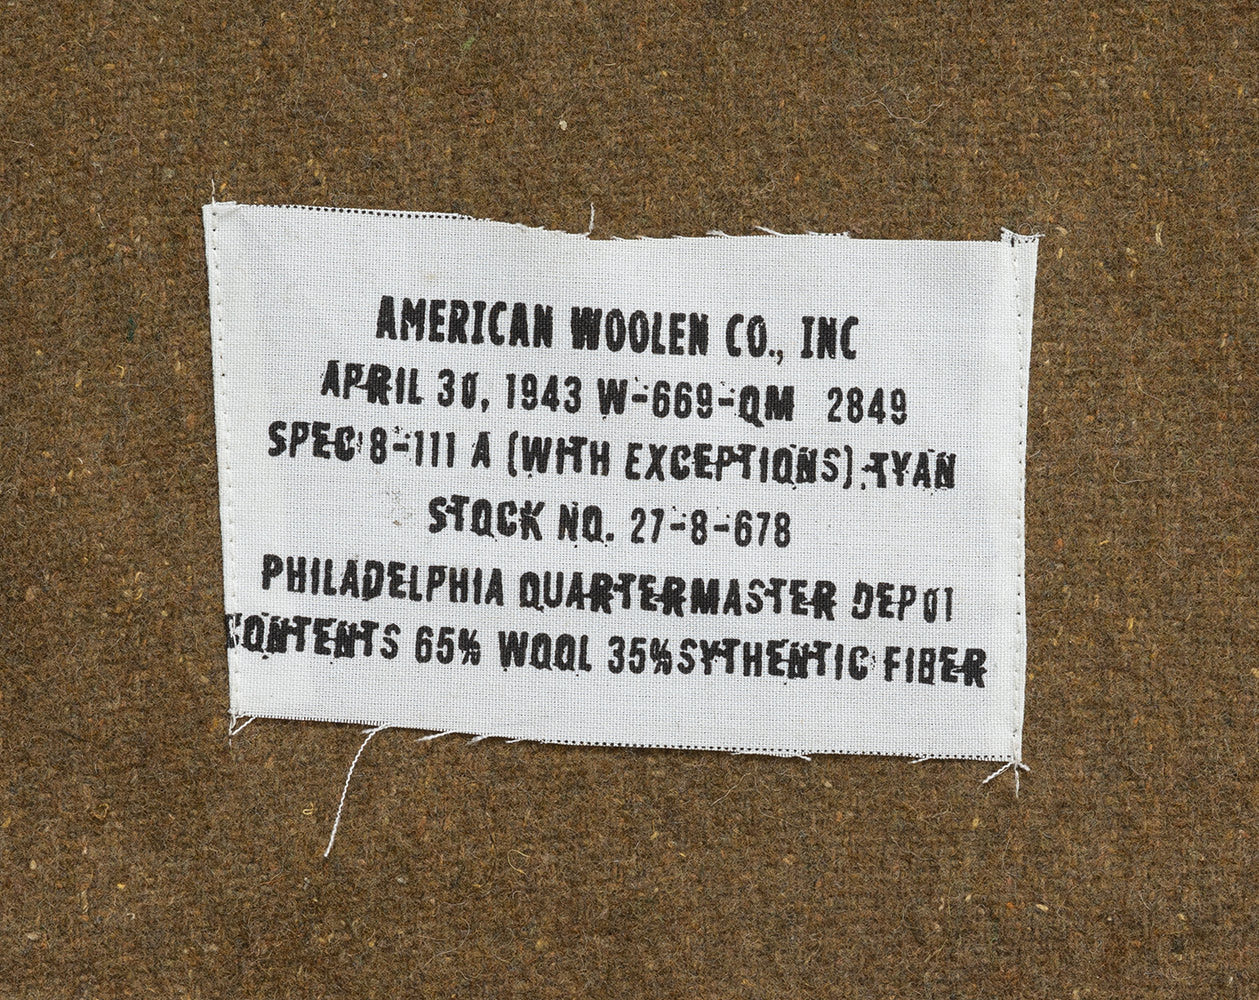 AMERICAN WOOLEN CO., INC
APRIL 30, 1943 W-669-QM 2849
SPEC 8-111 A (WITH EXCEPTIONS) TYAN
STOCK NO. 27-8-678
PHILADELPHIA QUARTERMASTER DEPOT
CONTENTS 65% WOOL 35%SYTHENTIC FIBER